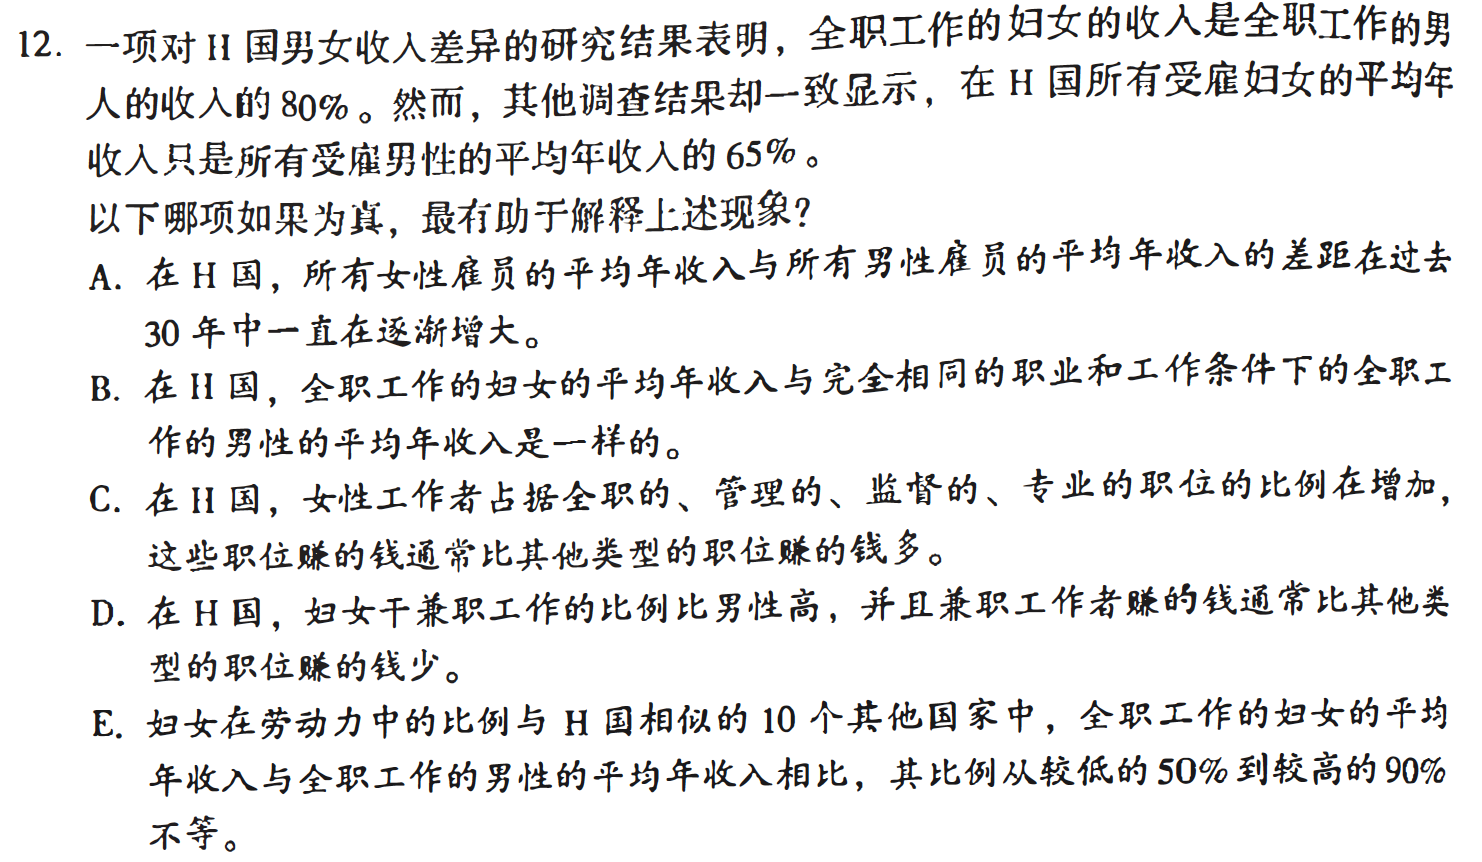 12. 一项对 H 国男女收入差异的研究结果表明，全职工作的妇女的收入是全职工作的男
人的收入的 80%。然而，其他调查结果却一致显示，在 H 国所有受雇妇女的平均年
收入只是所有受雇男性的平均年收入的 65%。
以下哪项如果为真，最有助于解释上述现象?
A. 在 H 国，所有女性雇员的平均年收入与所有男性雇员的平均年收入的差距在过去
30 年中一直在逐渐增大。
B. 在 H 国，全职工作的妇女的平均年收入与完全相同的职业和工作条件下的全职工
作的男性的平均年收入是一样的。
C. 在 H 国，女性工作者占据全职的、管理的、监督的、专业的职位的比例在增加，
这些职位赚的钱通常比其他类型的职位赚的钱多。
D. 在 H 国，妇女干兼职工作的比例比男性高，并且兼职工作者赚的钱通常比其他类
型的职位赚的钱少。
E. 妇女在劳动力中的比例与 H 国相似的 10 个其他国家中，全职工作的妇女的平均
年收入与全职工作的男性的平均年收入相比，其比例从较低的 50% 到较高的 90%
不等。